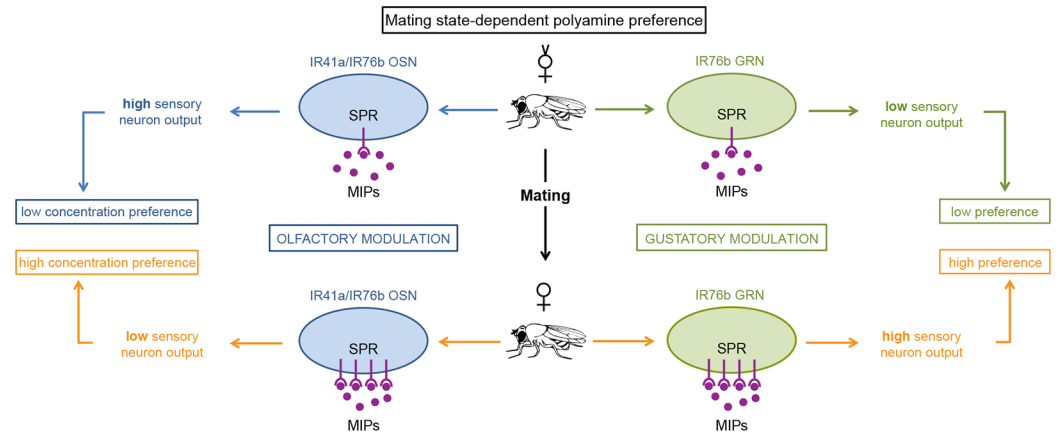 Mating state-dependent polyamine preference
IR41a/IR76b OSN
IR76b GRN
high sensory
neuron output
SPR
SPR
low sensory
neuron output
MIPs
MIPs
Mating
low concentration preference
low preference
OLFACTORY MODULATION
GUSTATORY MODULATION
high concentration preference
high preference
IR41a/IR76b OSN
IR76b GRN
low sensory
neuron output
SPR
SPR
high sensory
neuron output
MIPs
MIPs